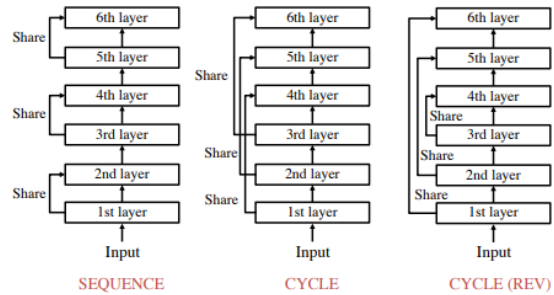 6th layer
Share
5th layer
4th layer
Share
3rd layer
2nd layer
Share
1st layer
Input
SEQUENCE
6th layer
5th layer
Share
4th layer
3rd layer
Share
2nd layer
Share
1st layer
Input
CYCLE
6th layer
5th layer
4th layer
Share
3rd layer
Share
2nd layer
Share
1st layer
Input
CYCLE (REV)